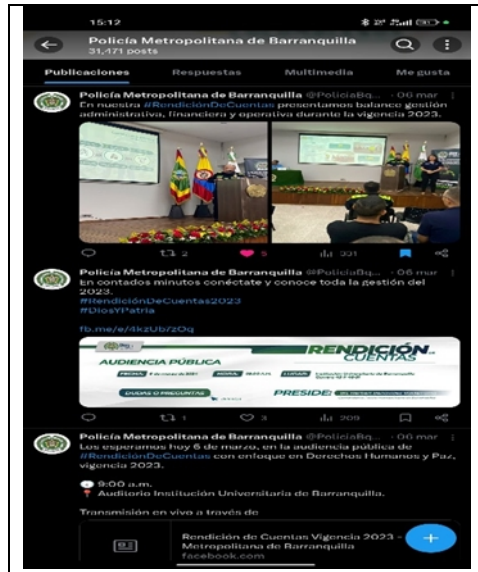 15:12
Policía Metropolitana de Barranquilla
31,471 posts
Publicaciones Respuestas Multimedia Me gusta
Policía Metropolitana de Barranquilla @PoliciaBq... · 06 mar
En nuestra #RendiciónDeCuentas presentamos balance gestión
administrativa, financiera y operativa durante la vigencia 2023.
2 5
Policía Metropolitana de Barranquilla @PoliciaBq... · 06 mar
En contados minutos conéctate y conoce toda la gestión del
2023.
#RendiciónDeCuentas2023
#DiosYPatria
RENDICIÓN
DE CUENTAS
AUDIENCIA PÚBLICA
FECHA: HORA: LUGAR:
DUDAS O PREGUNTAS PRESIDE:
1 3 209
Policía Metropolitana de Barranquilla @PoliciaBq... · 06 mar
Los esperamos hoy 6 de marzo, en la audiencia pública de
#RendiciónDeCuentas con enfoque en Derechos Humanos y Paz,
vigencia 2023.
9:00 a.m.
Auditorio Institución Universitaria de Barranquilla.
Transmisión en vivo a través de
Rendición de Cuentas Vigencia 2023 -
Metropolitana de Barranquilla
facebook.com